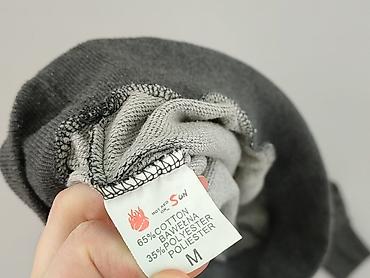 SUN
65%COTTON
BAWEŁNA
35%POLYESTER
POLIESTER
M